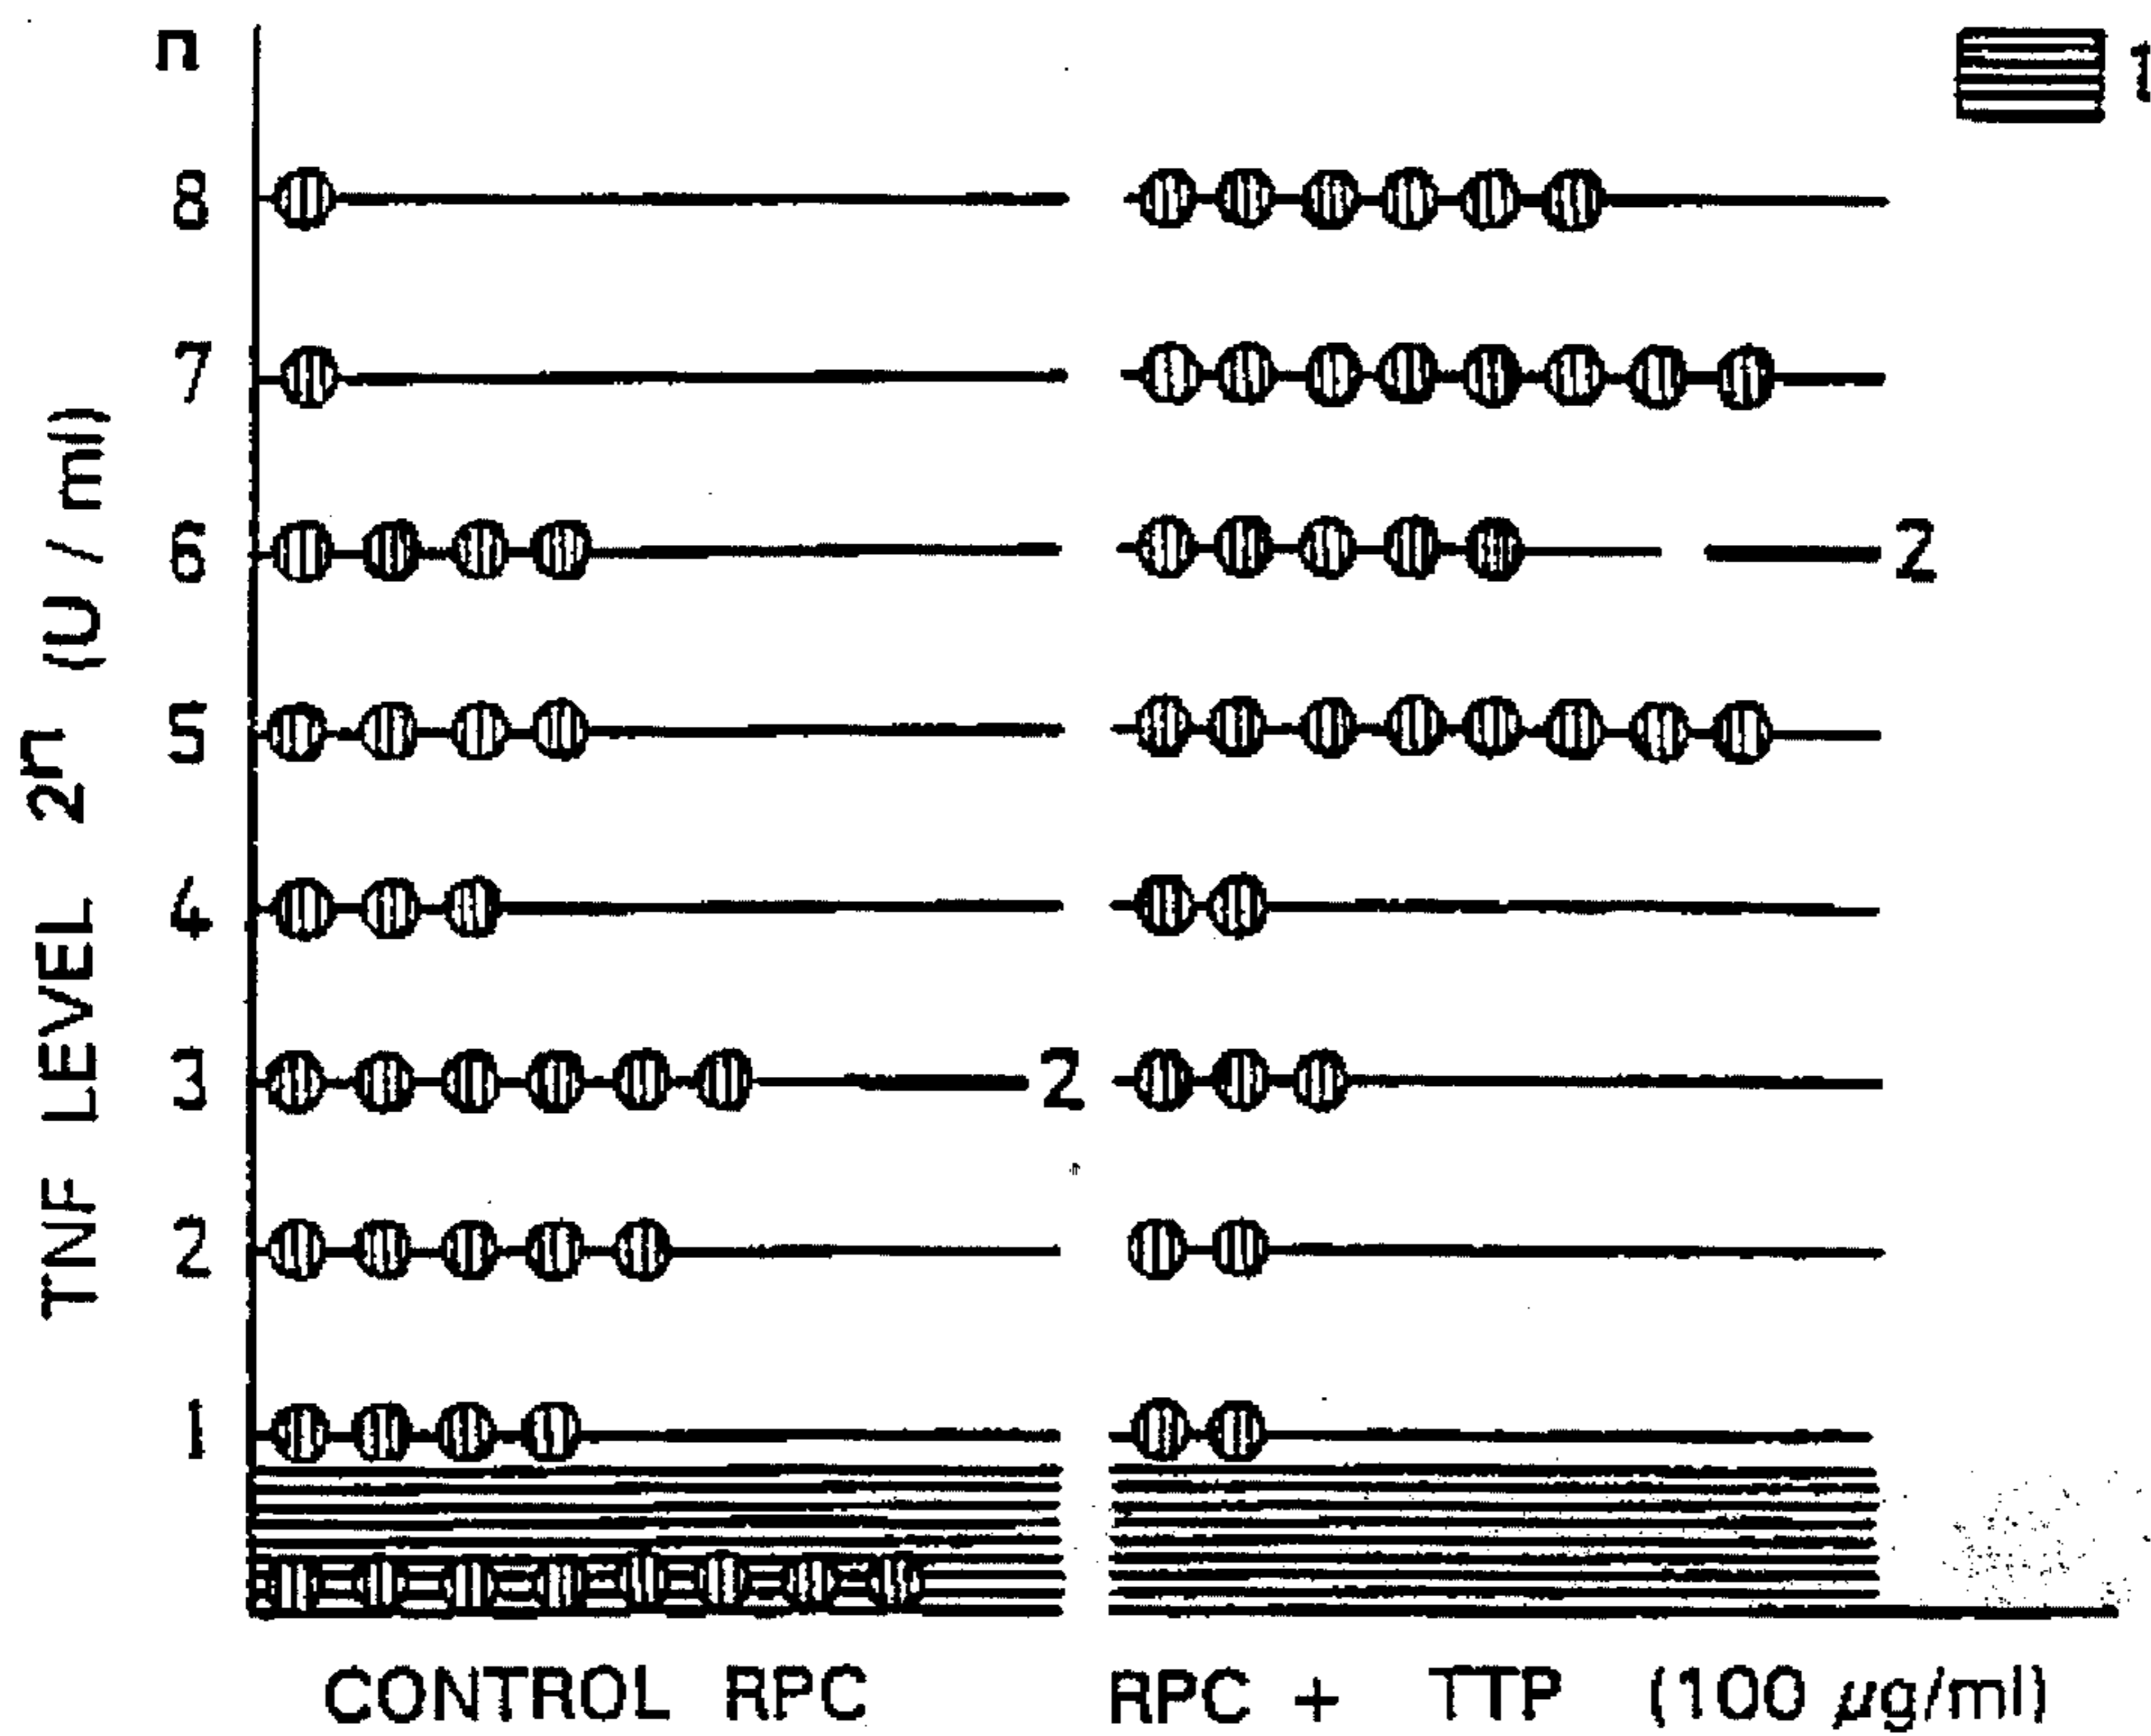 n
1
8
7
6
2
5
4
3
2
2
1
TNF LEVEL 2n (U / ml)
CONTROL RPC
RPC + TTP (100 µg/ml)